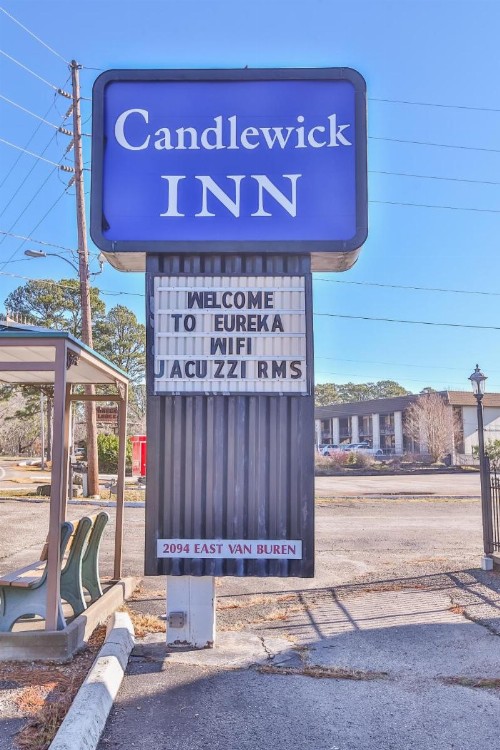 Candlewick
INN
WELCOME
TO EUREKA
WIFI
JACUZZI RMS
2094 EAST VAN BUREN